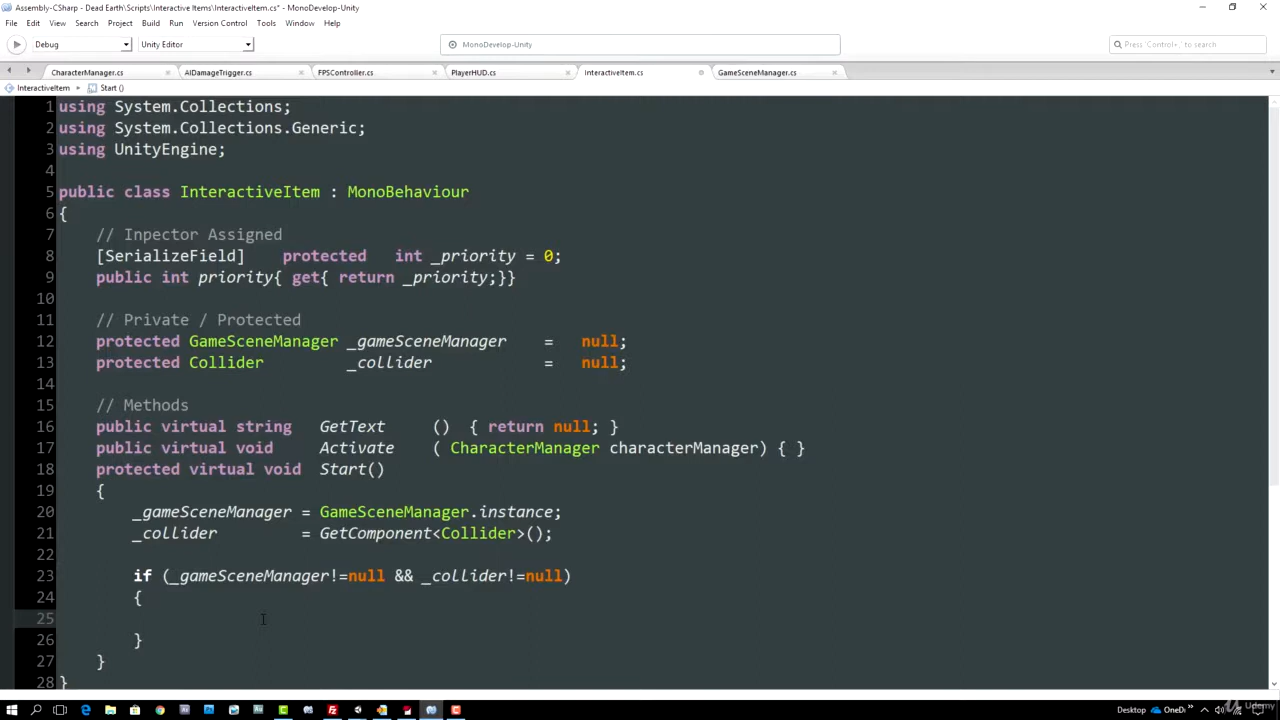 Assembly-CSharp - Dead Earth\Scripts\Interactive Items\InteractiveItem.cs* - MonoDevelop-Unity
File Edit View Search Project Build Run Version Control Tools Window Help
Debug Unity Editor MonoDevelop-Unity Press 'Control+,' to search
CharacterManager.cs AIDamageTrigger.cs FPSController.cs PlayerHUD.cs InteractiveItem.cs GameSceneManager.cs
InteractiveItem Start ()
1 using System.Collections;
2 using System.Collections.Generic;
3 using UnityEngine;
4
5 public class InteractiveItem : MonoBehaviour
6 {
7 // Inpector Assigned
8 [SerializeField] protected int _priority = 0;
9 public int priority{ get{ return _priority;}}
10
11 // Private / Protected
12 protected GameSceneManager _gameSceneManager = null;
13 protected Collider _collider = null;
14
15 // Methods
16 public virtual string GetText () { return null; }
17 public virtual void Activate ( CharacterManager characterManager) { }
18 protected virtual void Start()
19 {
20 _gameSceneManager = GameSceneManager.instance;
21 _collider = GetComponent<Collider>();
22
23 if (_gameSceneManager!=null && _collider!=null)
24 {
25
26 }
27 }
28 }
Desktop OneDr
Udemy